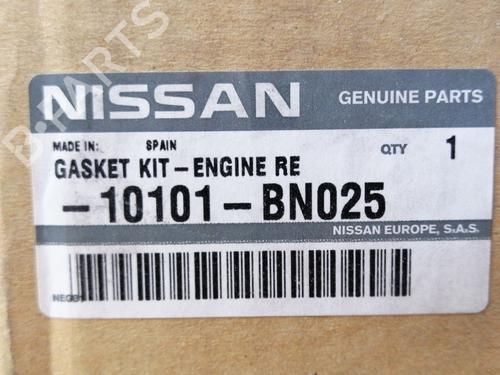 B-PARTS
NISSAN GENUINE PARTS
MADE IN: SPAIN
GASKET KIT-ENGINE RE QTY 1
-10101-BN025
NISSAN EUROPE, S.A.S.